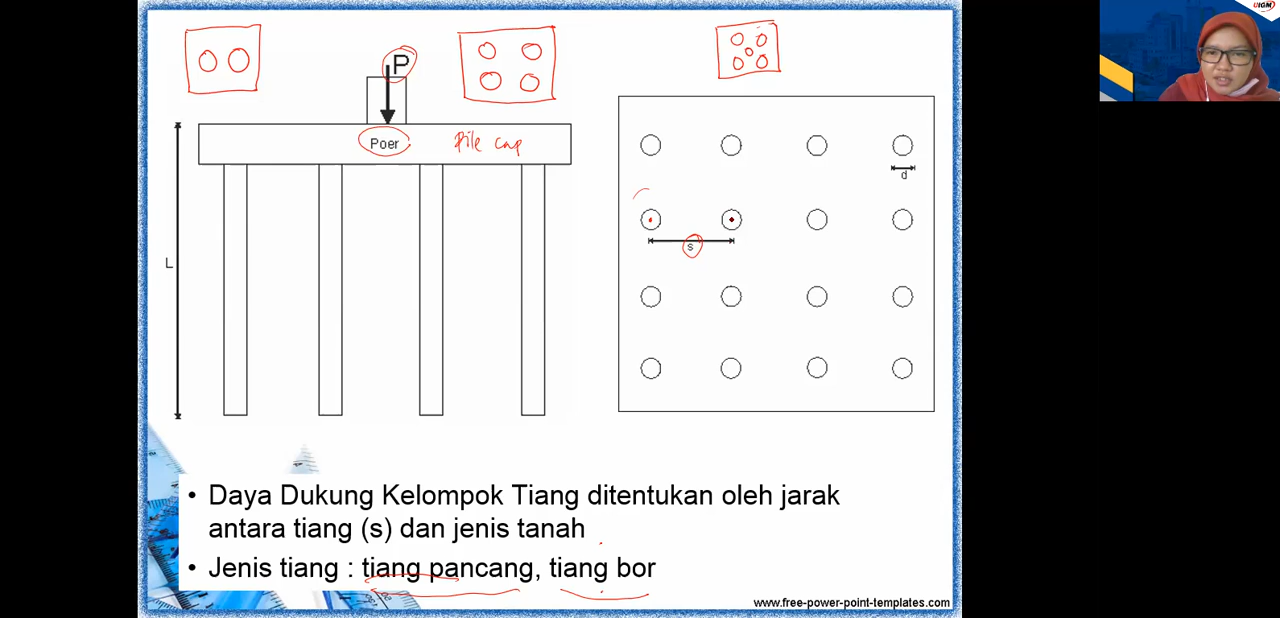 UIGM
P
Poer
Pile cap
L
d
s
• Daya Dukung Kelompok Tiang ditentukan oleh jarak
antara tiang (s) dan jenis tanah
• Jenis tiang : tiang pancang, tiang bor
www.free-power-point-templates.com